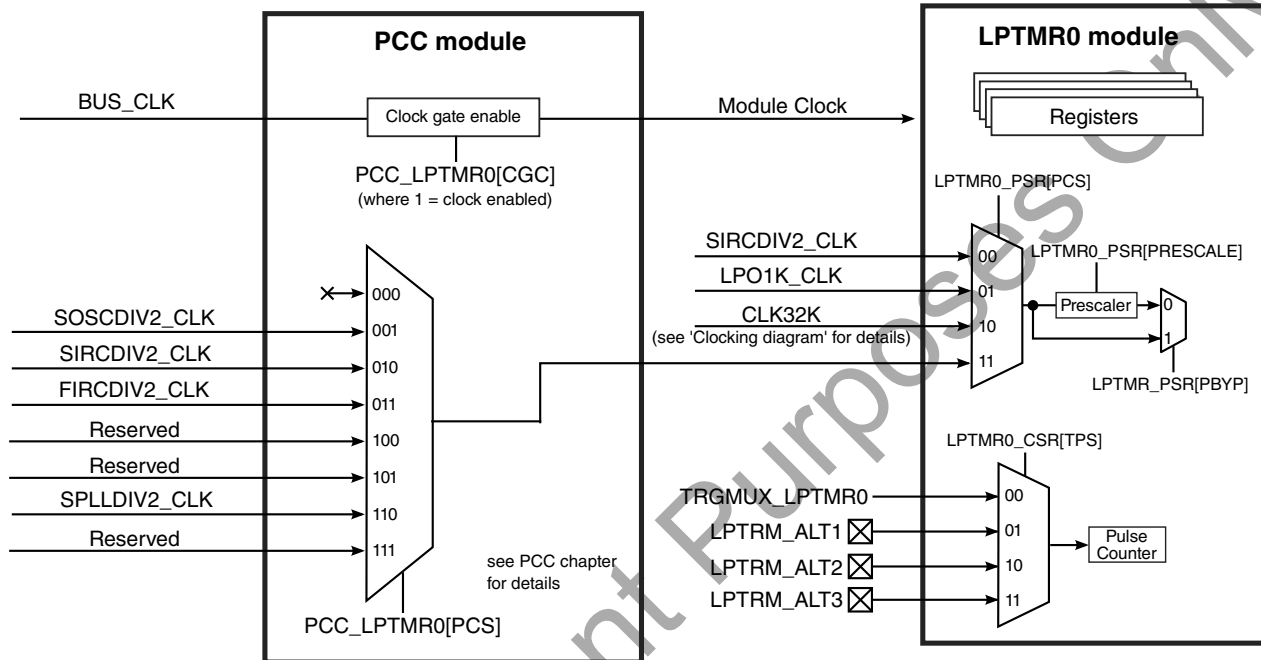 PCC module
LPTMR0 module
BUS_CLK
Clock gate enable
Module Clock
Registers
PCC_LPTMR0[CGC]
(where 1 = clock enabled)
LPTMR0_PSR[PCS]
SIRCDIV2_CLK
00
LPTMR0_PSR[PRESCALE]
LPO1K_CLK
01
Prescaler
0
CLK32K
10
(see 'Clocking diagram' for details)
1
11
LPTMR_PSR[PBYP]
000
SOSCDIV2_CLK
001
SIRCDIV2_CLK
010
FIRCDIV2_CLK
011
Reserved
100
Reserved
101
SPLLDIV2_CLK
110
Reserved
111
see PCC chapter
for details
PCC_LPTMR0[PCS]
LPTMR0_CSR[TPS]
TRGMUX_LPTMR0
00
LPTRM_ALT1
01
LPTRM_ALT2
10
LPTRM_ALT3
11
Pulse
Counter
Purposes